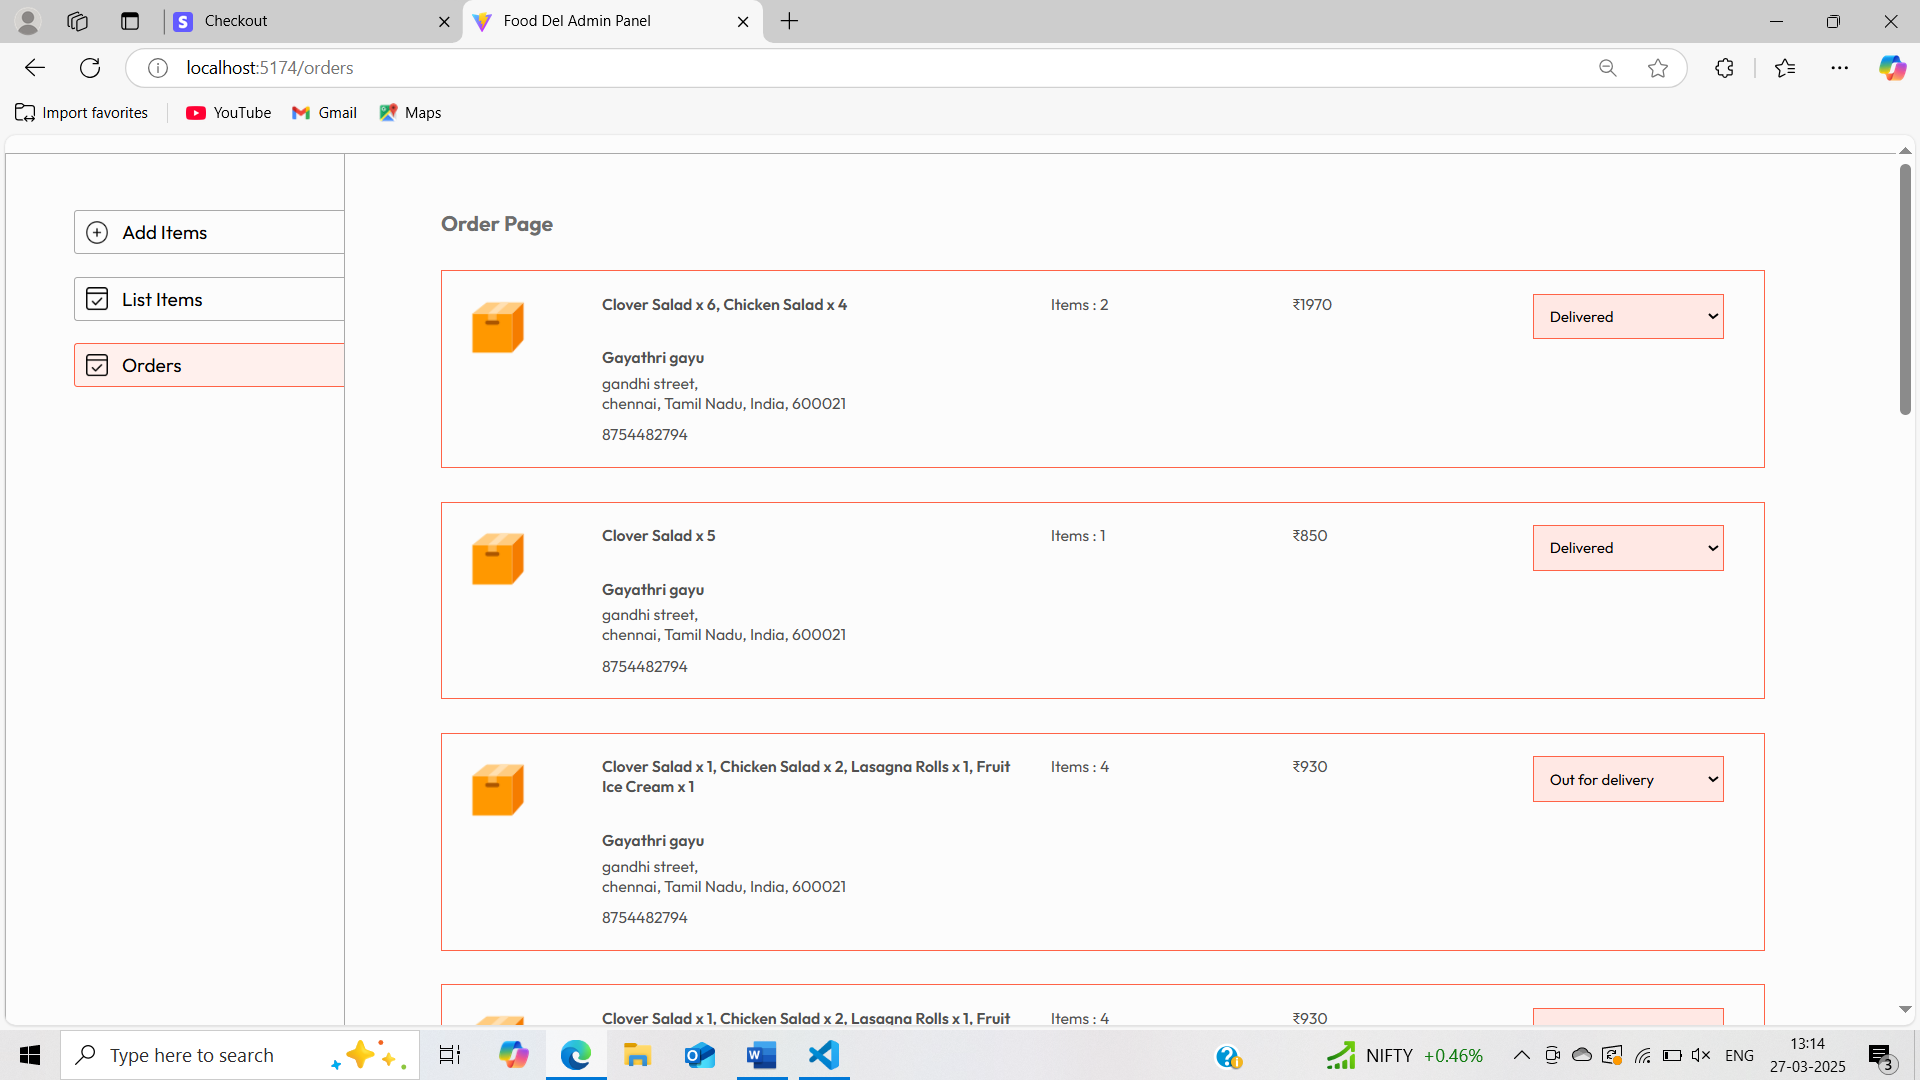 Checkout
Food Del Admin Panel
localhost:5174/orders
Import favorites
YouTube
Gmail
Maps
Add Items
List Items
Orders
Order Page
Clover Salad x 6, Chicken Salad x 4
Items : 2
₹1970
Delivered
Gayathri gayu
gandhi street,
chennai, Tamil Nadu, India, 600021
8754482794
Clover Salad x 5
Items : 1
₹850
Delivered
Gayathri gayu
gandhi street,
chennai, Tamil Nadu, India, 600021
8754482794
Clover Salad x 1, Chicken Salad x 2, Lasagna Rolls x 1, Fruit
Ice Cream x 1
Items : 4
₹930
Out for delivery
Gayathri gayu
gandhi street,
chennai, Tamil Nadu, India, 600021
8754482794
Clover Salad x 1, Chicken Salad x 2, Lasagna Rolls x 1, Fruit
Items : 4
₹930
Type here to search
NIFTY +0.46%
ENG
13:14
27-03-2025
3